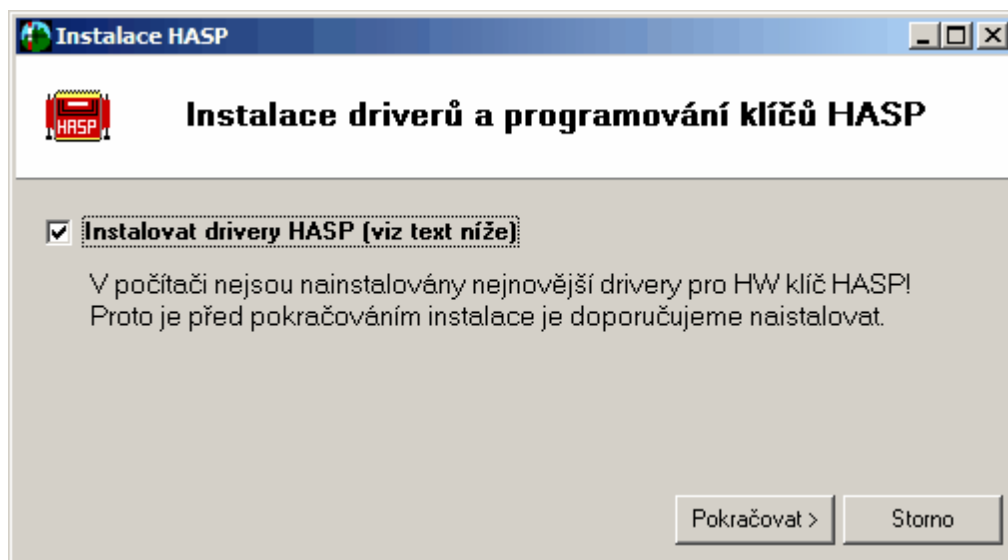 Instalace HASP
HASP
Instalace driverů a programování klíčů HASP
Instalovat drivery HASP (viz text níže)
V počítači nejsou nainstalovány nejnovější drivery pro HW klíč HASP!
Proto je před pokračováním instalace je doporučujeme naistalovat.
Pokračovat >
Storno